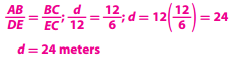 AB/DE = BC/EC; d/12 = 12/6; d = 12(12/6) = 24
d = 24 meters